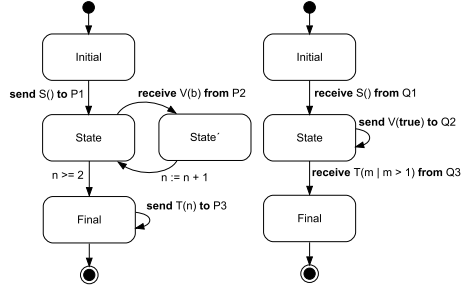 Initial
send S() to P1
receive V(b) from P2
State
State´
n >= 2
n := n + 1
Final
send T(n) to P3
Initial
receive S() from Q1
send V(true) to Q2
State
receive T(m | m > 1) from Q3
Final